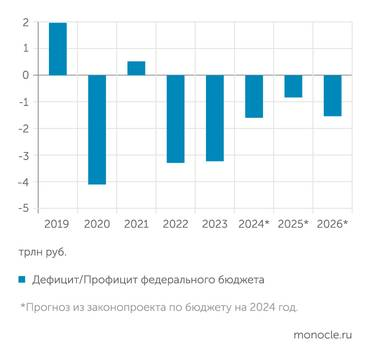 2
1
0
-1
-2
-3
-4
-5
2019 2020 2021 2022 2023 2024* 2025* 2026*
трлн руб.
Дефицит/Профицит федерального бюджета
*Прогноз из законопроекта по бюджету на 2024 год.
monocle.ru